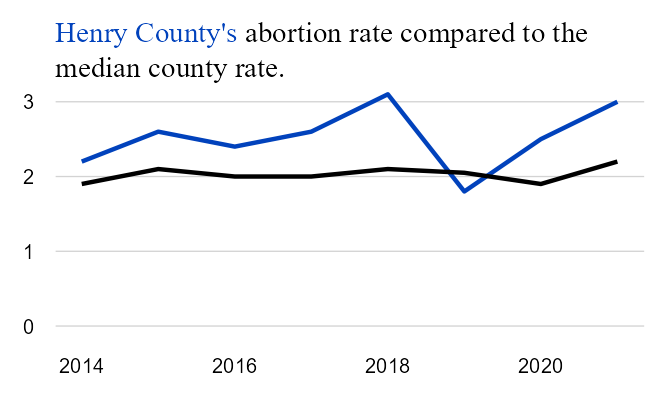 Henry County's abortion rate compared to the
median county rate.
3
2
1
0
2014 2016 2018 2020